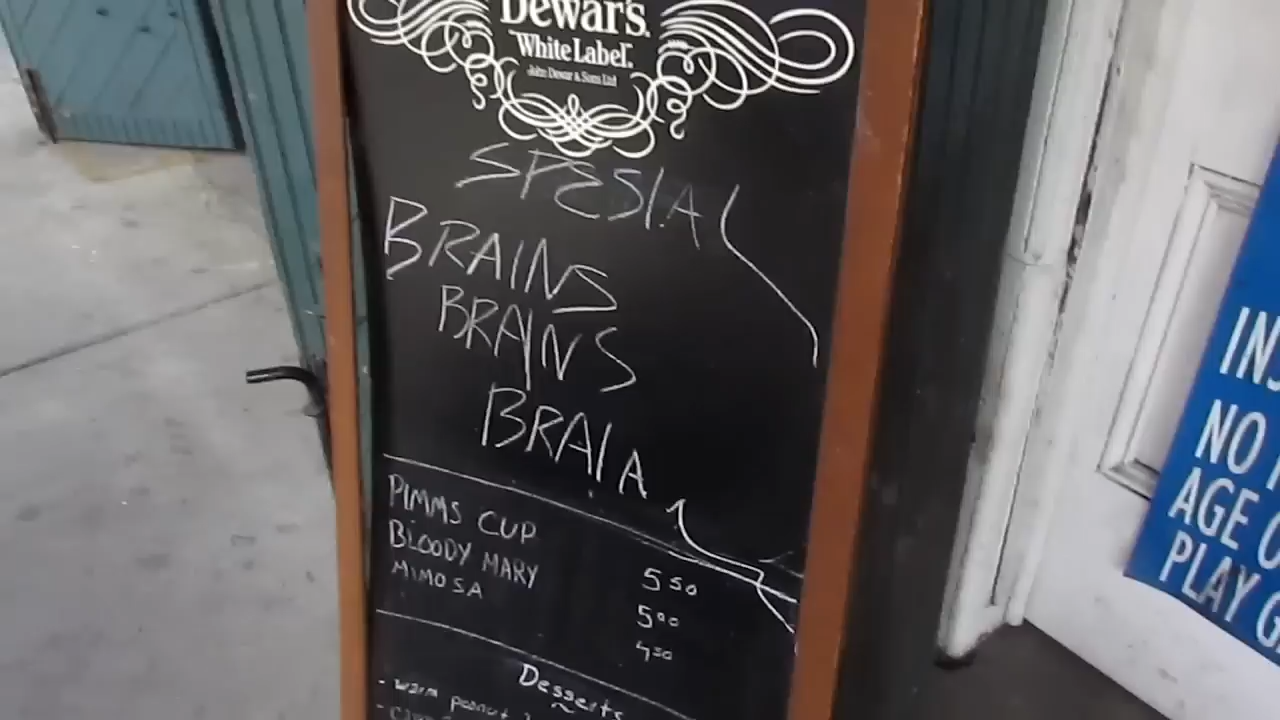 Dewar's.
White Label.
John Dewar & Sons Ltd
SPESIAL
BRAINS
BRAINS
BRAIA
PIMMS CUP 5 50
BLOODY MARY 5 00
MIMOSA 4 50
Desserts
- warm peanut
INS
NO
AGE
PLAY G